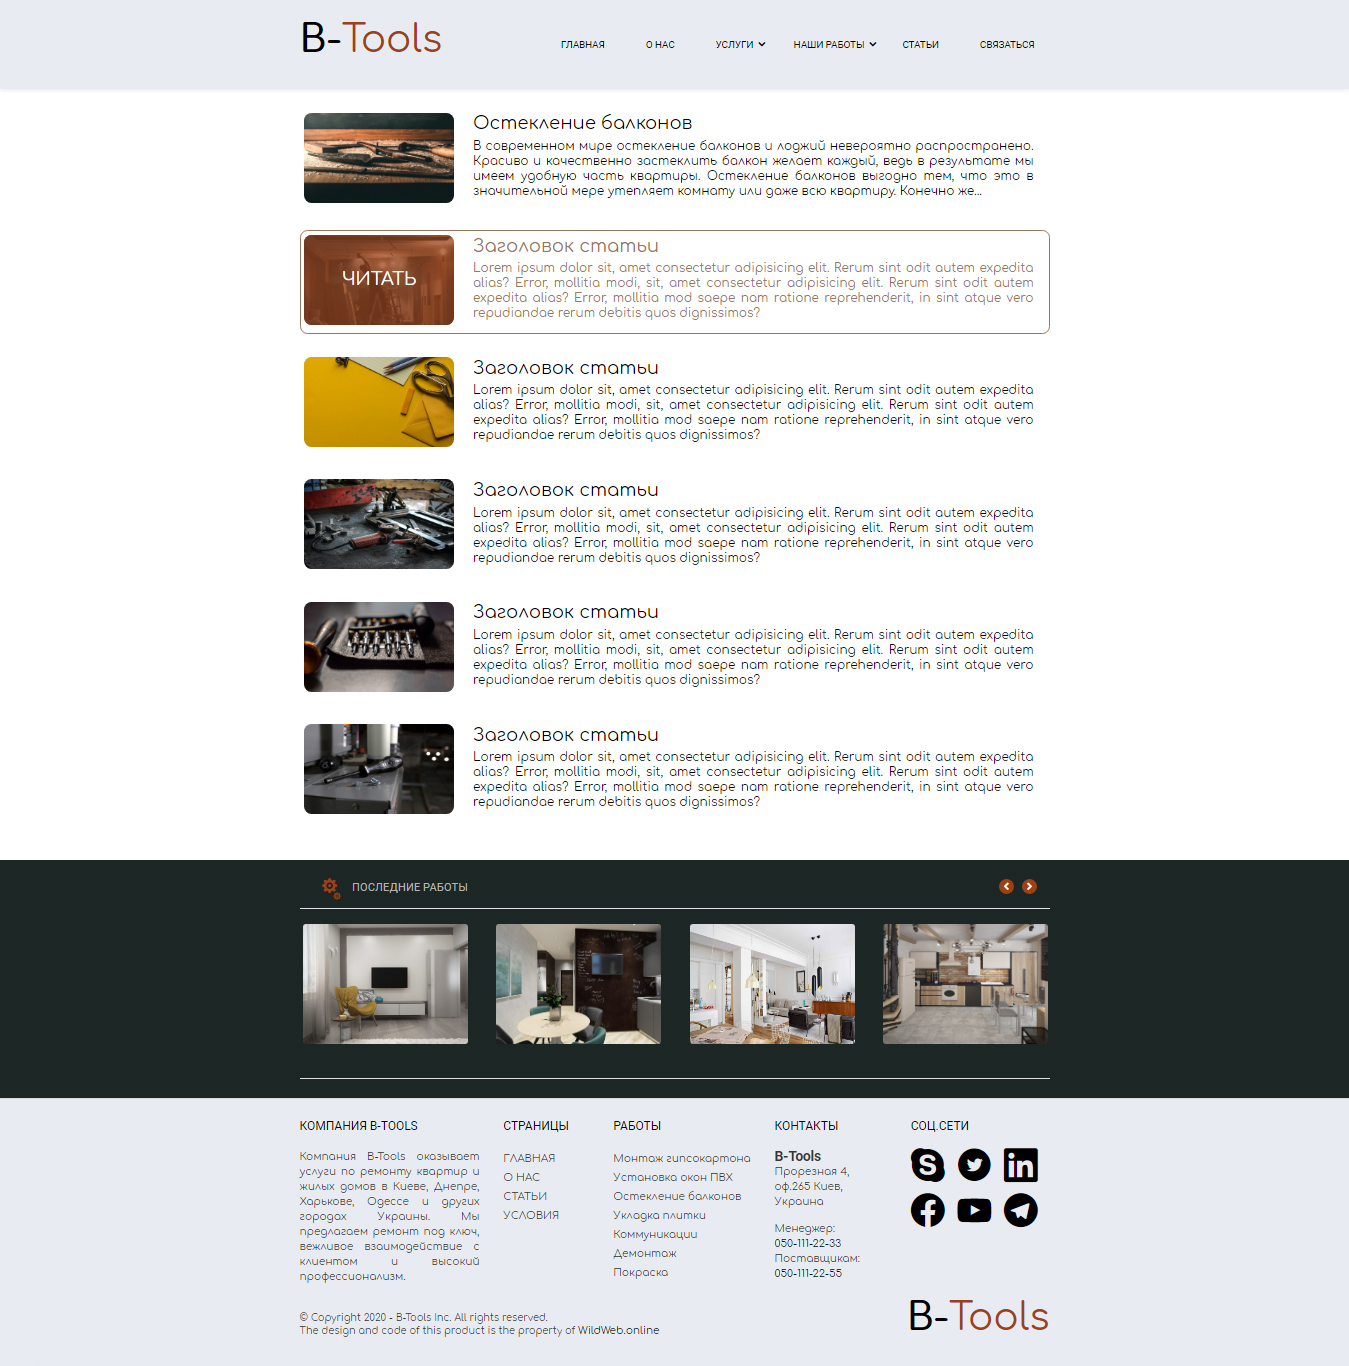 B-Tools
ГЛАВНАЯ О НАС УСЛУГИ НАШИ РАБОТЫ СТАТЬИ СВЯЗАТЬСЯ
Остекление балконов
В современном мире остекление балконов и лоджий невероятно распространено.
Красиво и качественно застеклить балкон желает каждый, ведь в результате мы
имеем удобную часть квартиры. Остекление балконов выгодно тем, что это в
значительной мере утепляет комнату или даже всю квартиру. Конечно же...
ЧИТАТЬ
Заголовок статьи
Lorem ipsum dolor sit, amet consectetur adipisicing elit. Rerum sint odit autem expedita
alias? Error, mollitia modi, sit, amet consectetur adipisicing elit. Rerum sint odit autem
expedita alias? Error, mollitia mod saepe nam ratione reprehenderit, in sint atque vero
repudiandae rerum debitis quos dignissimos?
Заголовок статьи
Lorem ipsum dolor sit, amet consectetur adipisicing elit. Rerum sint odit autem expedita
alias? Error, mollitia modi, sit, amet consectetur adipisicing elit. Rerum sint odit autem
expedita alias? Error, mollitia mod saepe nam ratione reprehenderit, in sint atque vero
repudiandae rerum debitis quos dignissimos?
Заголовок статьи
Lorem ipsum dolor sit, amet consectetur adipisicing elit. Rerum sint odit autem expedita
alias? Error, mollitia modi, sit, amet consectetur adipisicing elit. Rerum sint odit autem
expedita alias? Error, mollitia mod saepe nam ratione reprehenderit, in sint atque vero
repudiandae rerum debitis quos dignissimos?
Заголовок статьи
Lorem ipsum dolor sit, amet consectetur adipisicing elit. Rerum sint odit autem expedita
alias? Error, mollitia modi, sit, amet consectetur adipisicing elit. Rerum sint odit autem
expedita alias? Error, mollitia mod saepe nam ratione reprehenderit, in sint atque vero
repudiandae rerum debitis quos dignissimos?
Заголовок статьи
Lorem ipsum dolor sit, amet consectetur adipisicing elit. Rerum sint odit autem expedita
alias? Error, mollitia modi, sit, amet consectetur adipisicing elit. Rerum sint odit autem
expedita alias? Error, mollitia mod saepe nam ratione reprehenderit, in sint atque vero
repudiandae rerum debitis quos dignissimos?
ПОСЛЕДНИЕ РАБОТЫ
КОМПАНИЯ B-TOOLS
Компания B-Tools оказывает
услуги по ремонту квартир и
жилых домов в Киеве, Днепре,
Харькове, Одессе и других
городах Украины. Мы
предлагаем ремонт под ключ,
вежливое взаимодействие с
клиентом и высокий
профессионализм.
СТРАНИЦЫ
ГЛАВНАЯ
О НАС
СТАТЬИ
УСЛОВИЯ
РАБОТЫ
Монтаж гипсокартона
Установка окон ПВХ
Остекление балконов
Укладка плитки
Коммуникации
Демонтаж
Покраска
КОНТАКТЫ
B-Tools
Прорезная 4,
оф.265 Киев,
Украина
Менеджер:
050-111-22-33
Поставщикам:
050-111-22-55
СОЦ.СЕТИ
© Copyright 2020 - B-Tools Inc. All rights reserved.
The design and code of this product is the property of WildWeb.online
B-Tools